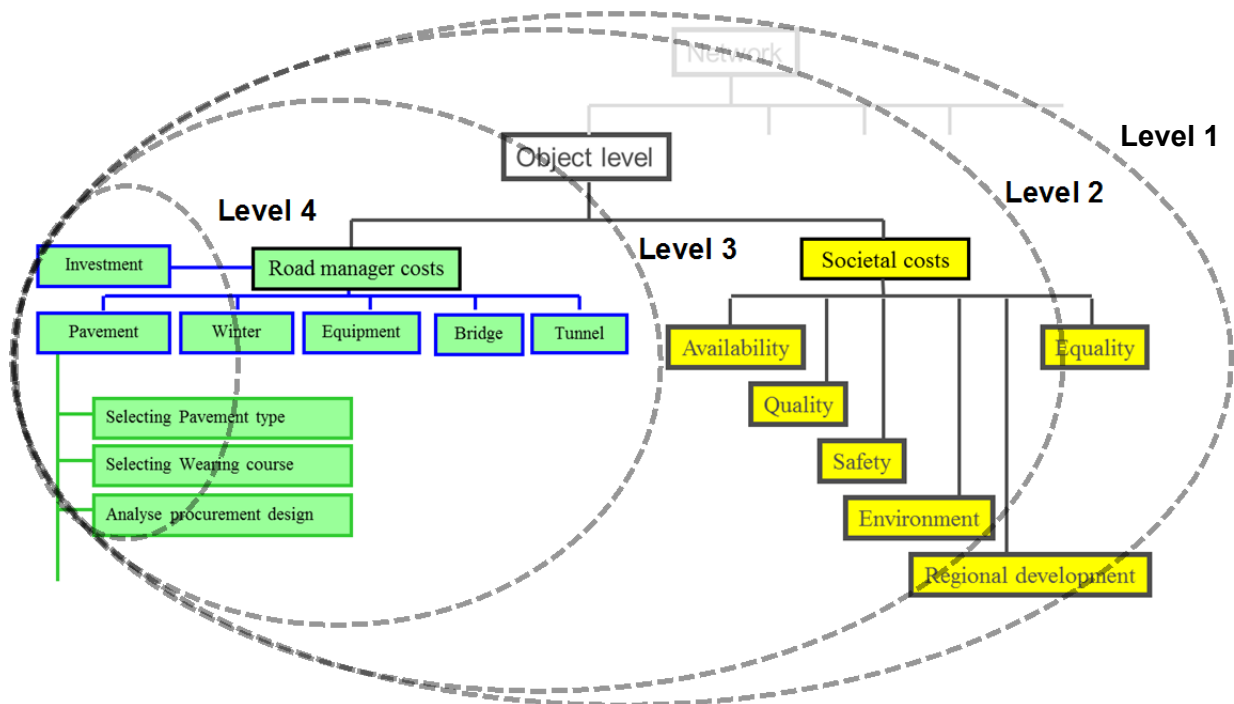 Network
Level 1
Object level
Level 2
Level 4
Level 3
Investment
Road manager costs
Societal costs
Pavement
Winter
Equipment
Bridge
Tunnel
Availability
Equality
Quality
Selecting Pavement type
Safety
Selecting Wearing course
Analyse procurement design
Environment
Regional development